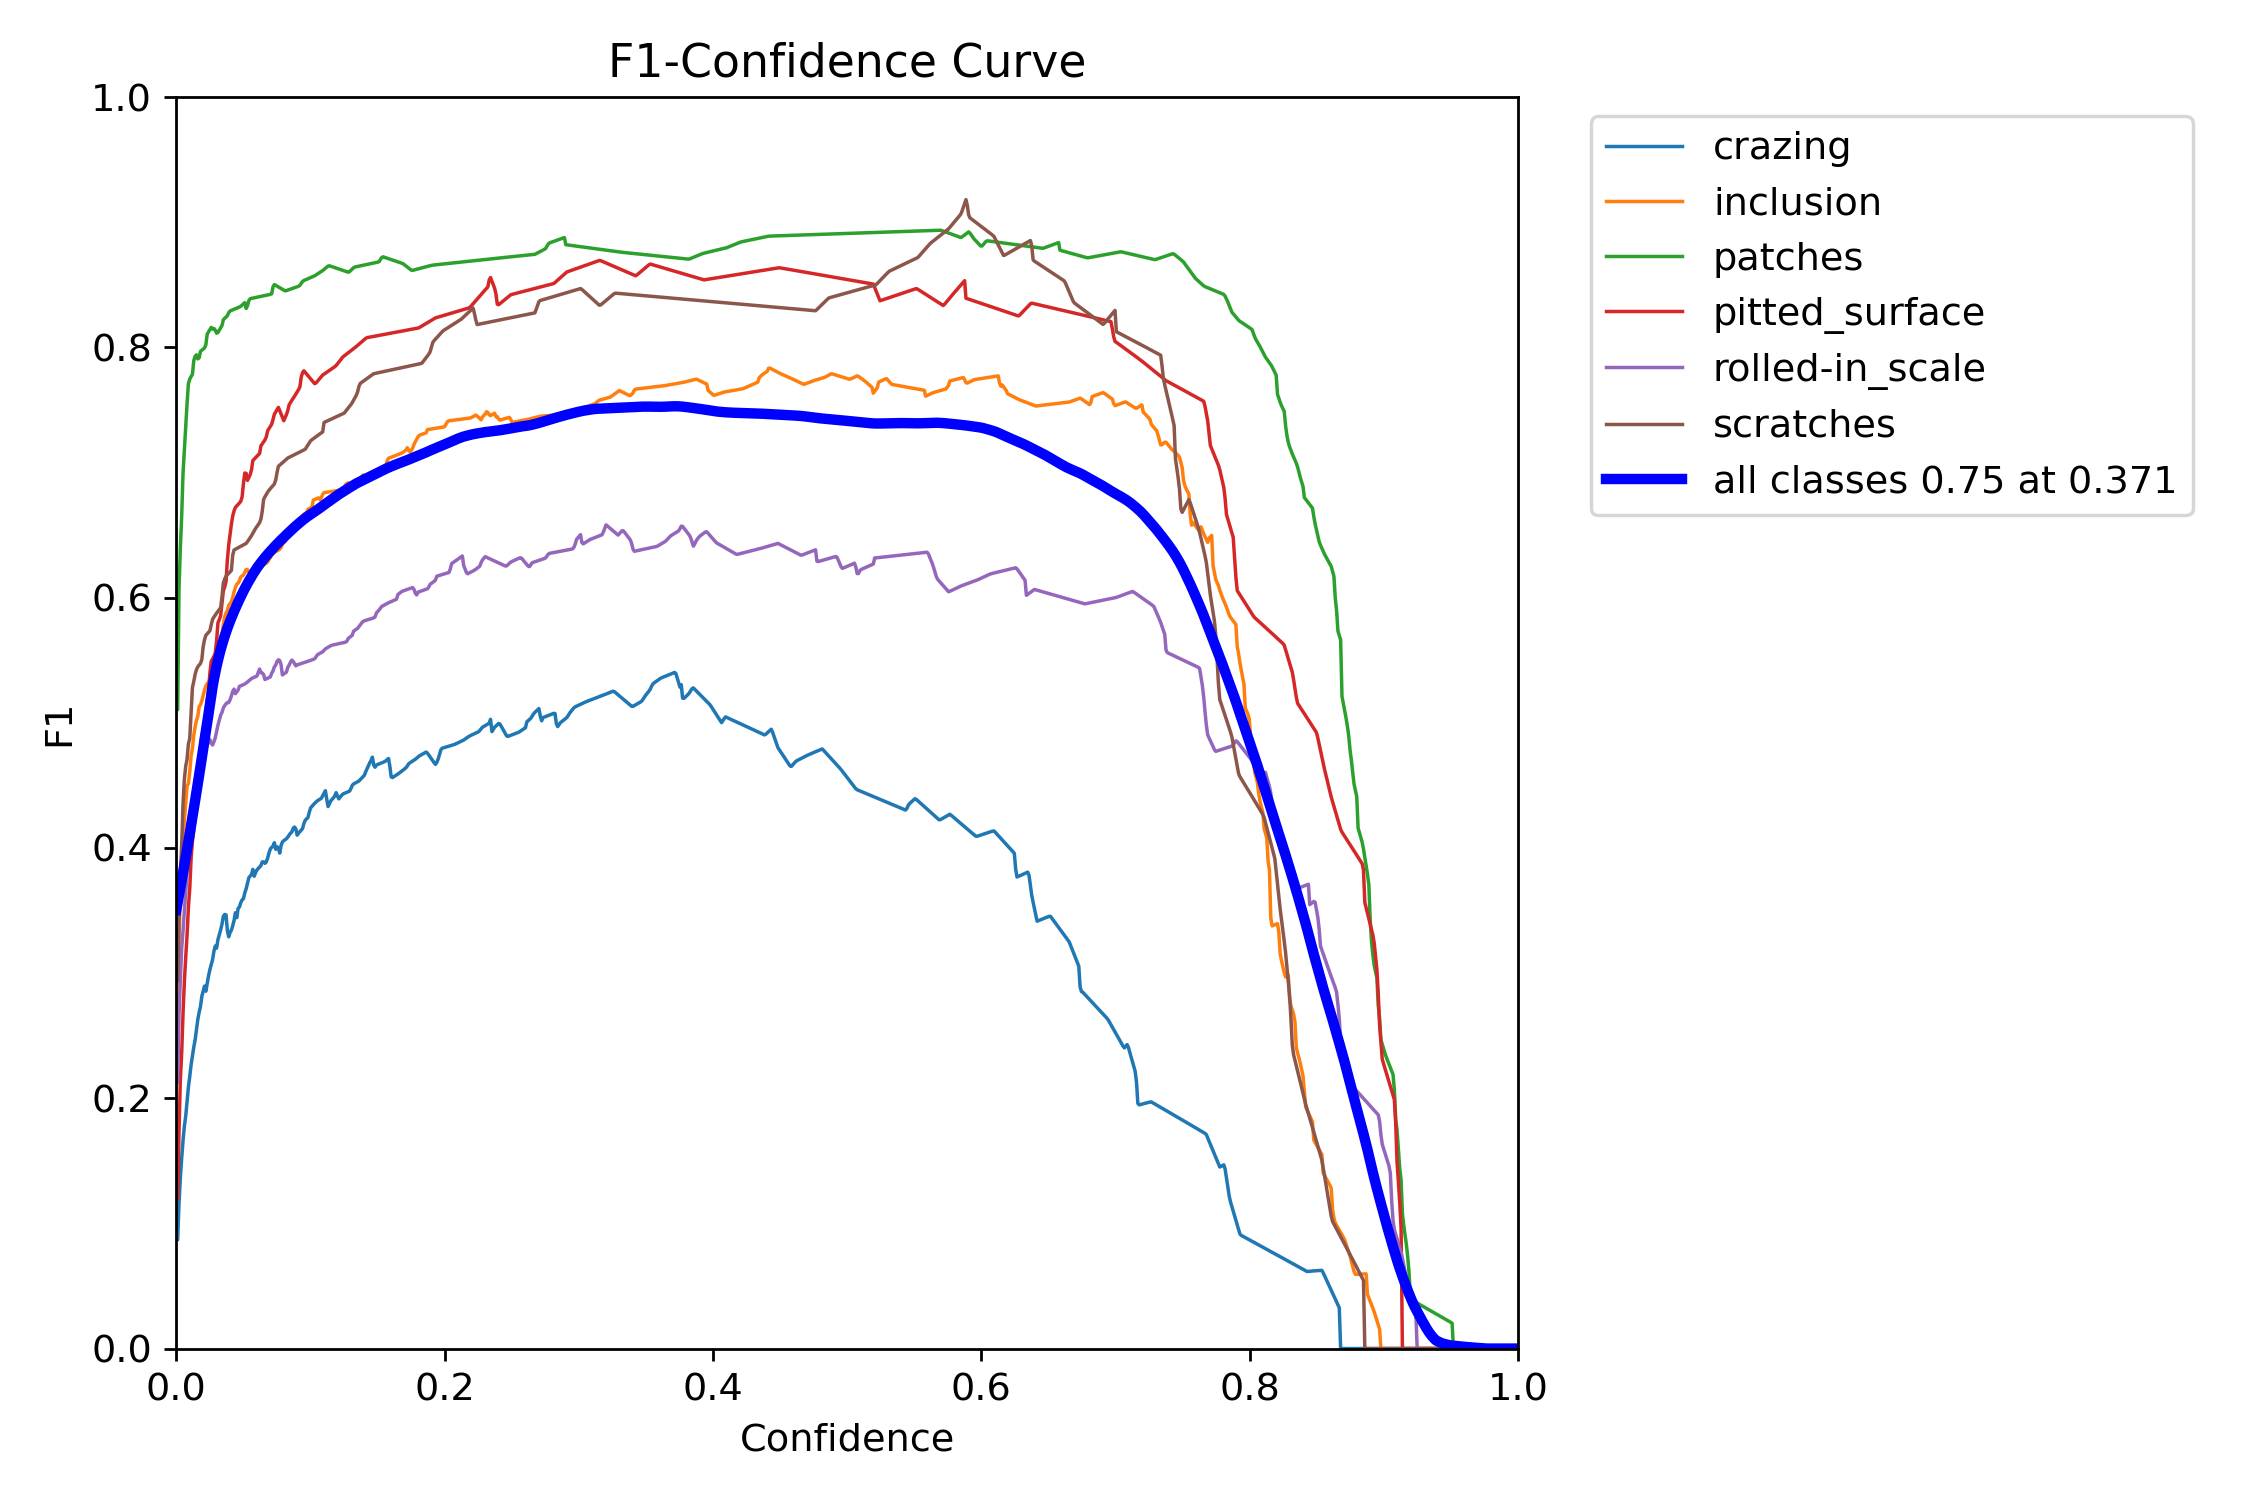 F1-Confidence Curve
1.0
0.8
0.6
0.4
0.2
0.0
F1
0.0 0.2 0.4 0.6 0.8 1.0
Confidence
crazing
inclusion
patches
pitted_surface
rolled-in_scale
scratches
all classes 0.75 at 0.371